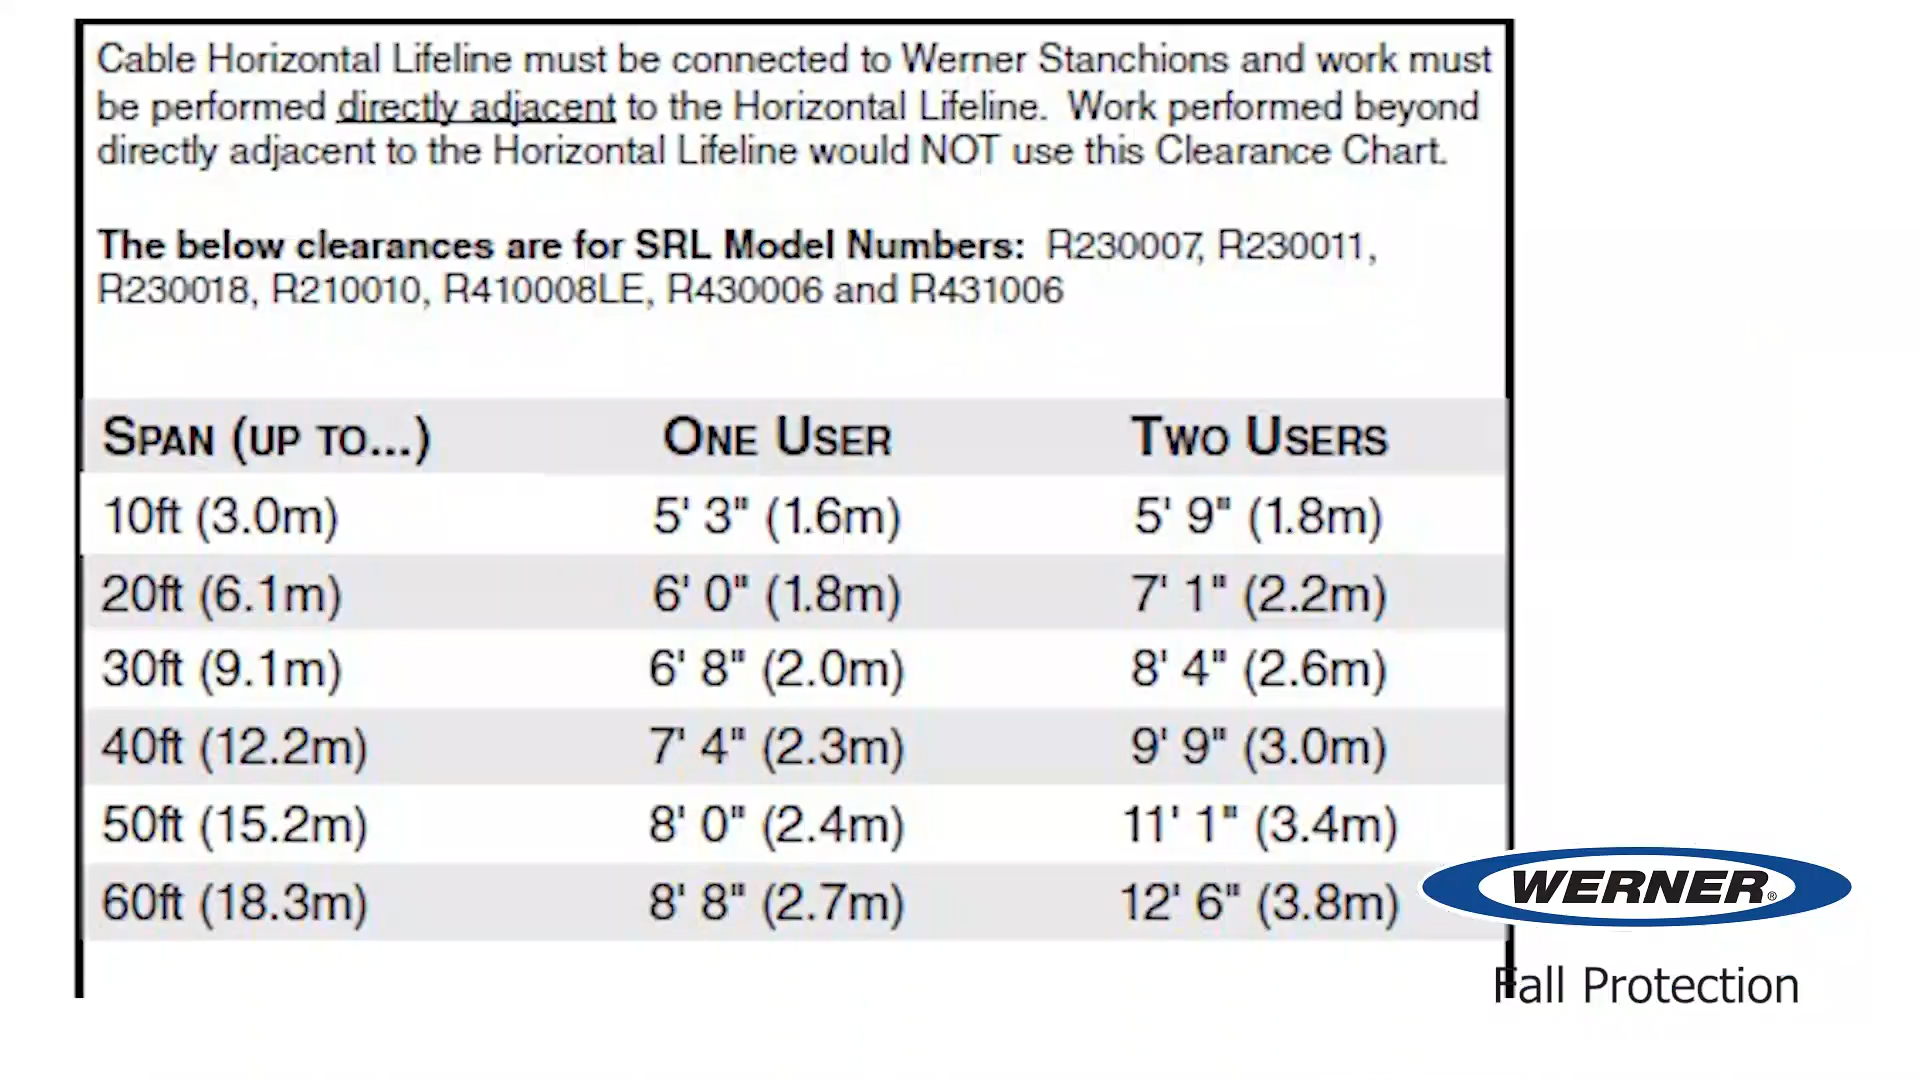 Cable Horizontal Lifeline must be connected to Werner Stanchions and work must
be performed directly adjacent to the Horizontal Lifeline. Work performed beyond
directly adjacent to the Horizontal Lifeline would NOT use this Clearance Chart.
The below clearances are for SRL Model Numbers: R230007, R230011,
R230018, R210010, R410008LE, R430006 and R431006
SPAN (UP TO...) ONE USER TWO USERS
10ft (3.0m) 5' 3" (1.6m) 5' 9" (1.8m)
20ft (6.1m) 6' 0" (1.8m) 7' 1" (2.2m)
30ft (9.1m) 6' 8" (2.0m) 8' 4" (2.6m)
40ft (12.2m) 7' 4" (2.3m) 9' 9" (3.0m)
50ft (15.2m) 8' 0" (2.4m) 11' 1" (3.4m)
60ft (18.3m) 8' 8" (2.7m) 12' 6" (3.8m)
WERNER®
Fall Protection